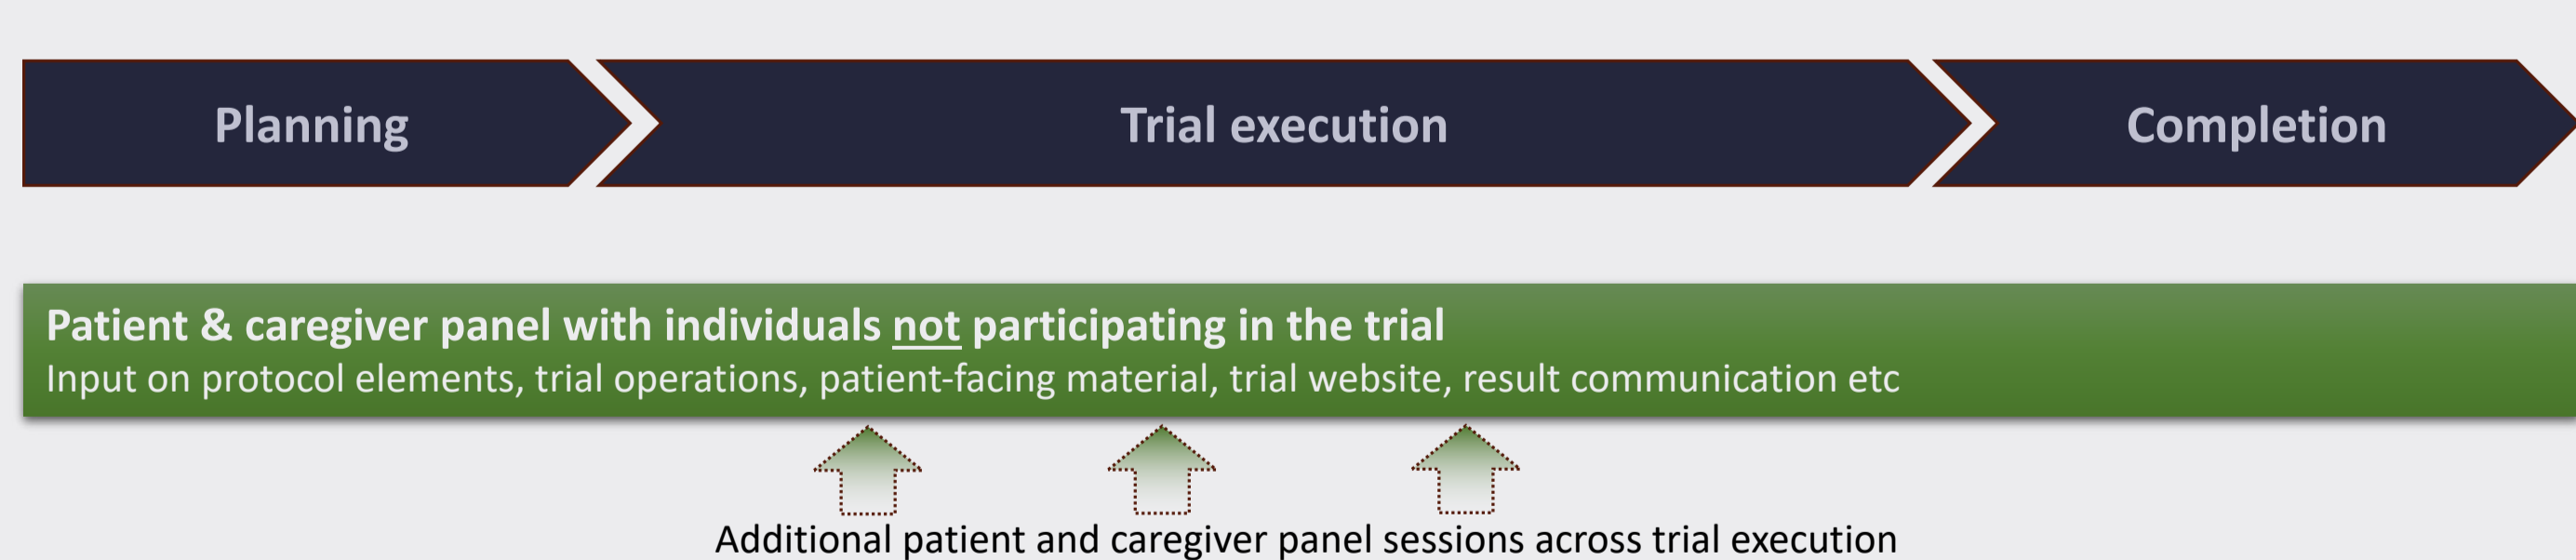 Planning
Trial execution
Completion
Patient & caregiver panel with individuals not participating in the trial
Input on protocol elements, trial operations, patient-facing material, trial website, result communication etc
Additional patient and caregiver panel sessions across trial execution